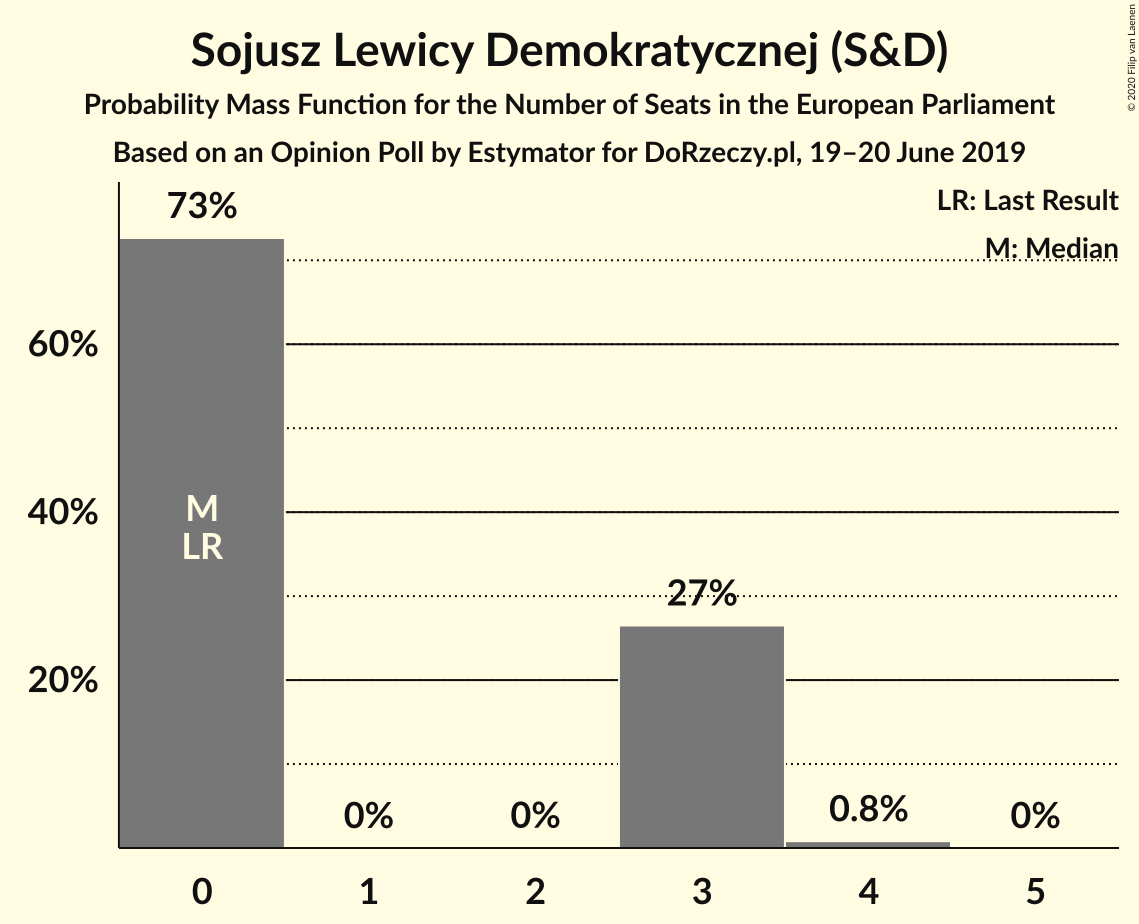 Sojusz Lewicy Demokratycznej (S&D)
Probability Mass Function for the Number of Seats in the European Parliament
Based on an Opinion Poll by Estymator for DoRzeczy.pl, 19–20 June 2019
© 2020 Filip van Laenen
LR: Last Result
M: Median
73%
60%
40%
20%
M
LR
0%
0%
27%
0.8%
0%
0
1
2
3
4
5